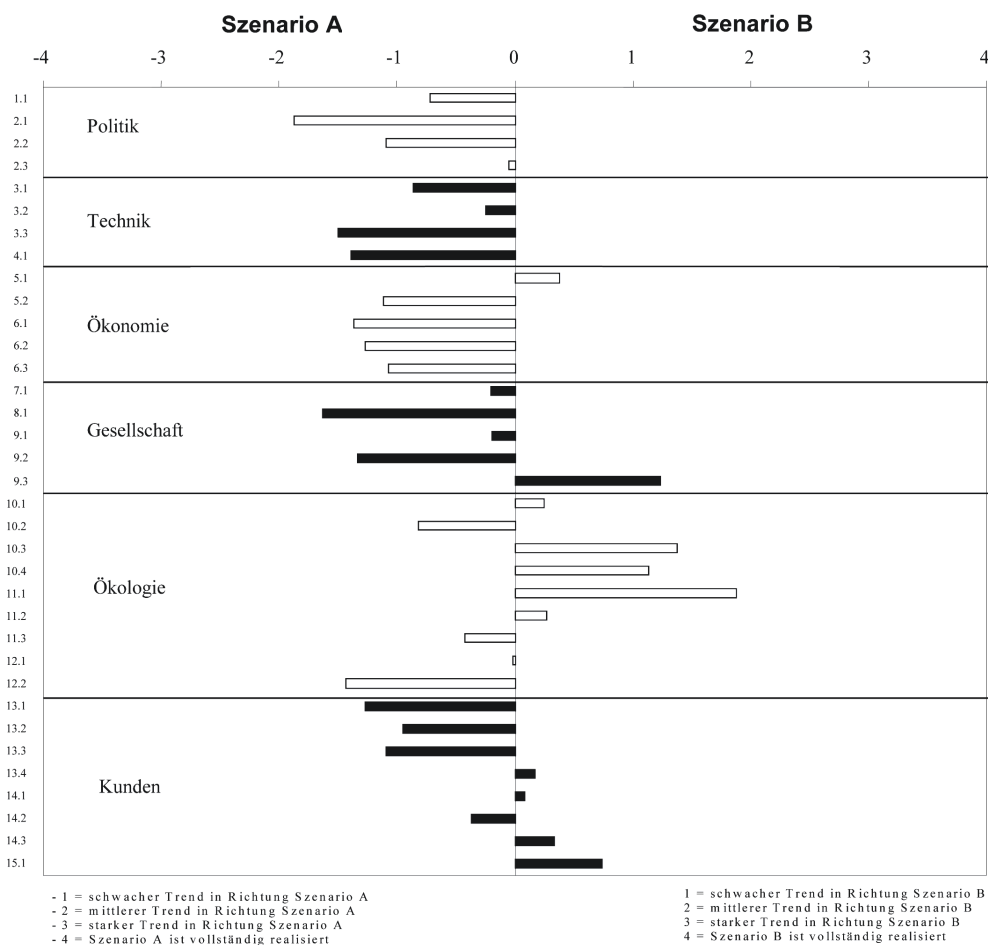 Szenario A Szenario B
-4 -3 -2 -1 0 1 2 3 4
1.1
2.1
Politik
2.2
2.3
3.1
3.2
Technik
3.3
4.1
5.1
5.2
6.1
Ökonomie
6.2
6.3
7.1
8.1
9.1
Gesellschaft
9.2
9.3
10.1
10.2
10.3
10.4
11.1
Ökologie
11.2
11.3
12.1
12.2
13.1
13.2
13.3
13.4
Kunden
14.1
14.2
14.3
15.1
- 1 = schwacher Trend in Richtung Szenario A
- 2 = mittlerer Trend in Richtung Szenario A
- 3 = starker Trend in Richtung Szenario A
- 4 = Szenario A ist vollständig realisiert
1 = schwacher Trend in Richtung Szenario B
2 = mittlerer Trend in Richtung Szenario B
3 = starker Trend in Richtung Szenario B
4 = Szenario B ist vollständig realisiert